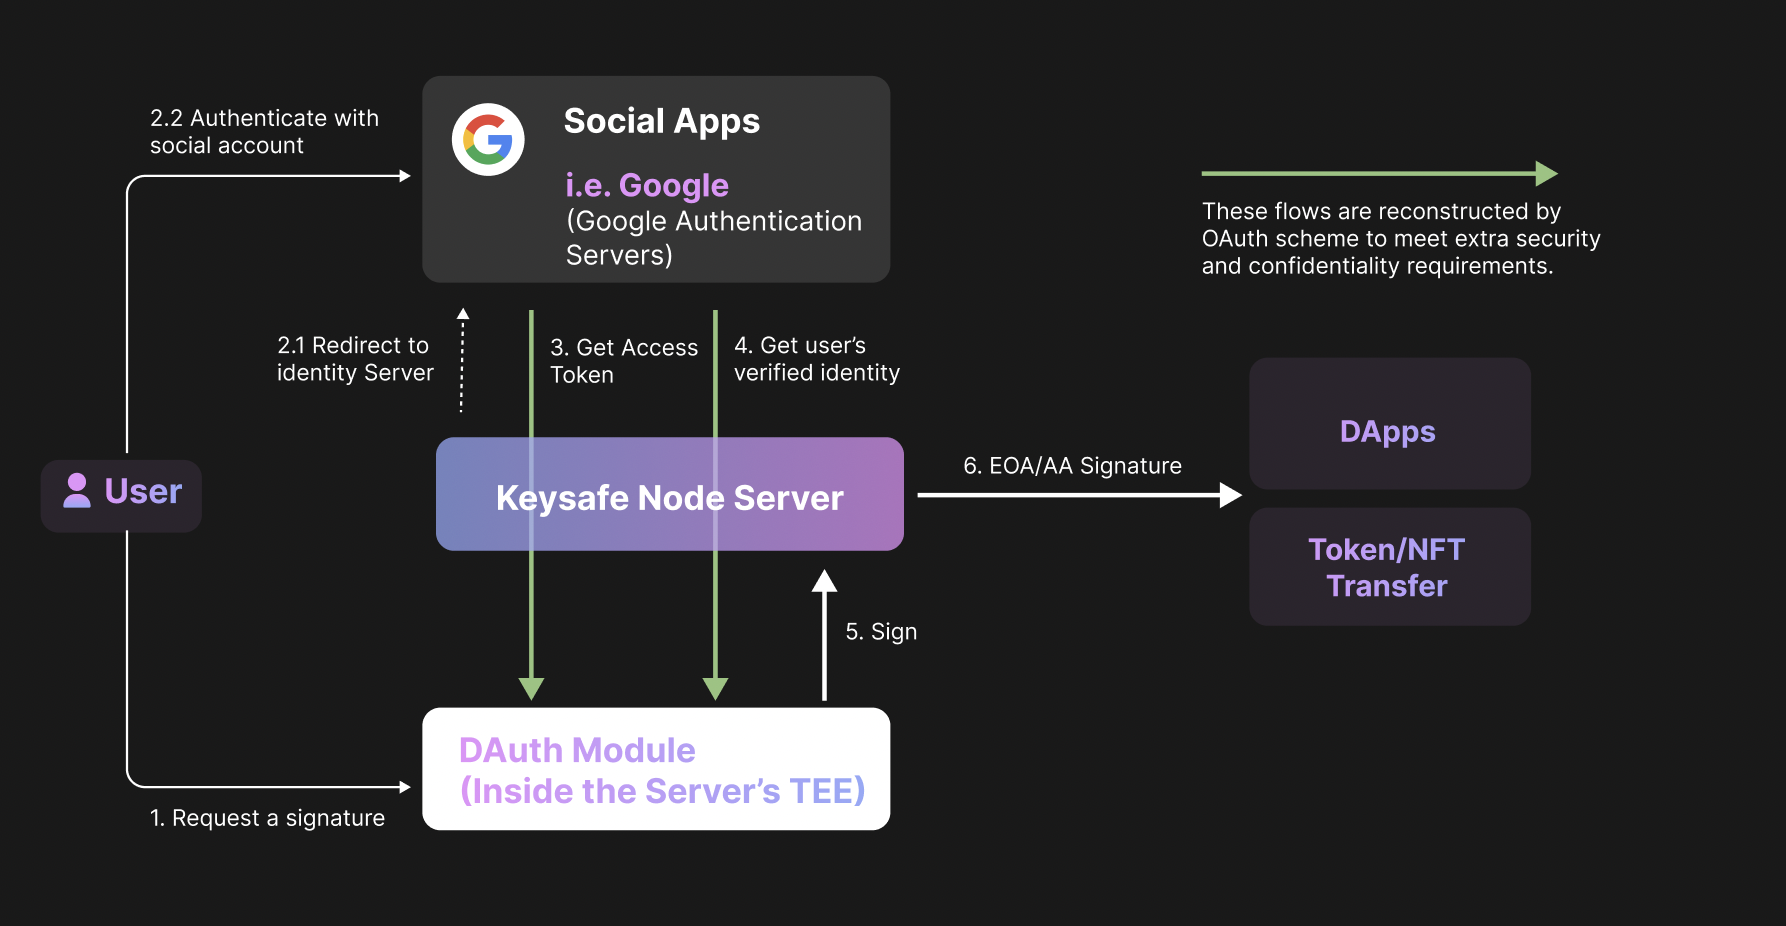 2.2 Authenticate with
social account
Social Apps
i.e. Google
(Google Authentication
Servers)
These flows are reconstructed by
OAuth scheme to meet extra security
and confidentiality requirements.
2.1 Redirect to
identity Server
3. Get Access
Token
4. Get user’s
verified identity
User
Keysafe Node Server
6. EOA/AA Signature
DApps
Token/NFT
Transfer
5. Sign
DAuth Module
(Inside the Server’s TEE)
1. Request a signature